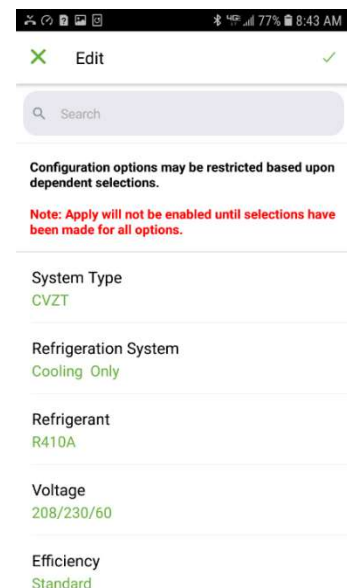 77% 8:43 AM
Edit
Search
Configuration options may be restricted based upon
dependent selections.
Note: Apply will not be enabled until selections have
been made for all options.
System Type
CVZT
Refrigeration System
Cooling Only
Refrigerant
R410A
Voltage
208/230/60
Efficiency
Standard